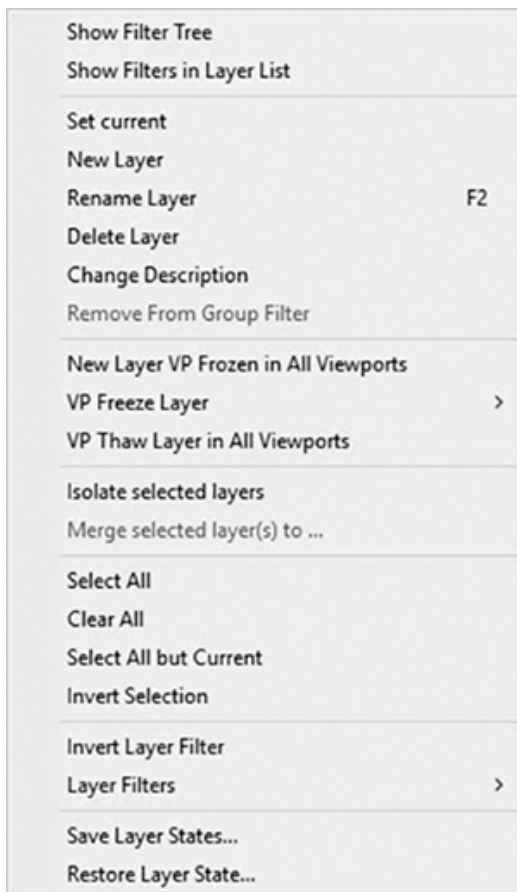 Show Filter Tree
Show Filters in Layer List
Set current
New Layer
Rename Layer F2
Delete Layer
Change Description
Remove From Group Filter
New Layer VP Frozen in All Viewports
VP Freeze Layer >
VP Thaw Layer in All Viewports
Isolate selected layers
Merge selected layer(s) to ...
Select All
Clear All
Select All but Current
Invert Selection
Invert Layer Filter
Layer Filters >
Save Layer States...
Restore Layer State...